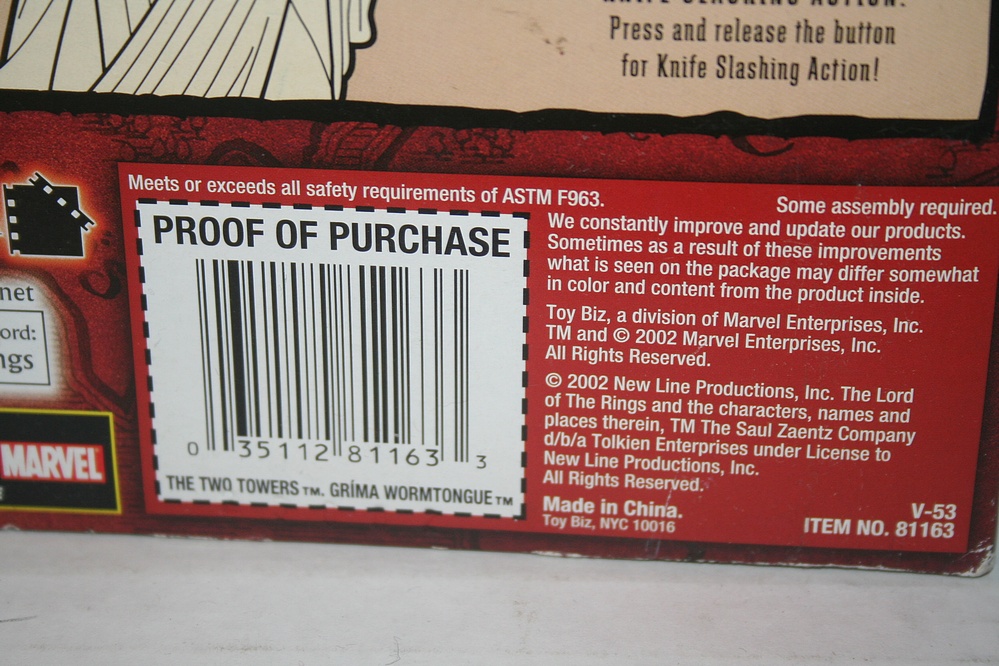 KNIFE SLASHING ACTION:
Press and release the button
for Knife Slashing Action!
Meets or exceeds all safety requirements of ASTM F963.
Some assembly required.
PROOF OF PURCHASE
0 35112 81163 3
THE TWO TOWERS™. GRÍMA WORMTONGUE™
We constantly improve and update our products.
Sometimes as a result of these improvements
what is seen on the package may differ somewhat
in color and content from the product inside.
Toy Biz, a division of Marvel Enterprises, Inc.
TM and © 2002 Marvel Enterprises, Inc.
All Rights Reserved.
© 2002 New Line Productions, Inc. The Lord
of The Rings and the characters, names and
places therein, TM The Saul Zaentz Company
d/b/a Tolkien Enterprises under License to
New Line Productions, Inc.
All Rights Reserved.
Made in China.
Toy Biz, NYC 10016
V-53
ITEM NO. 81163
net
ord:
ngs
MARVEL